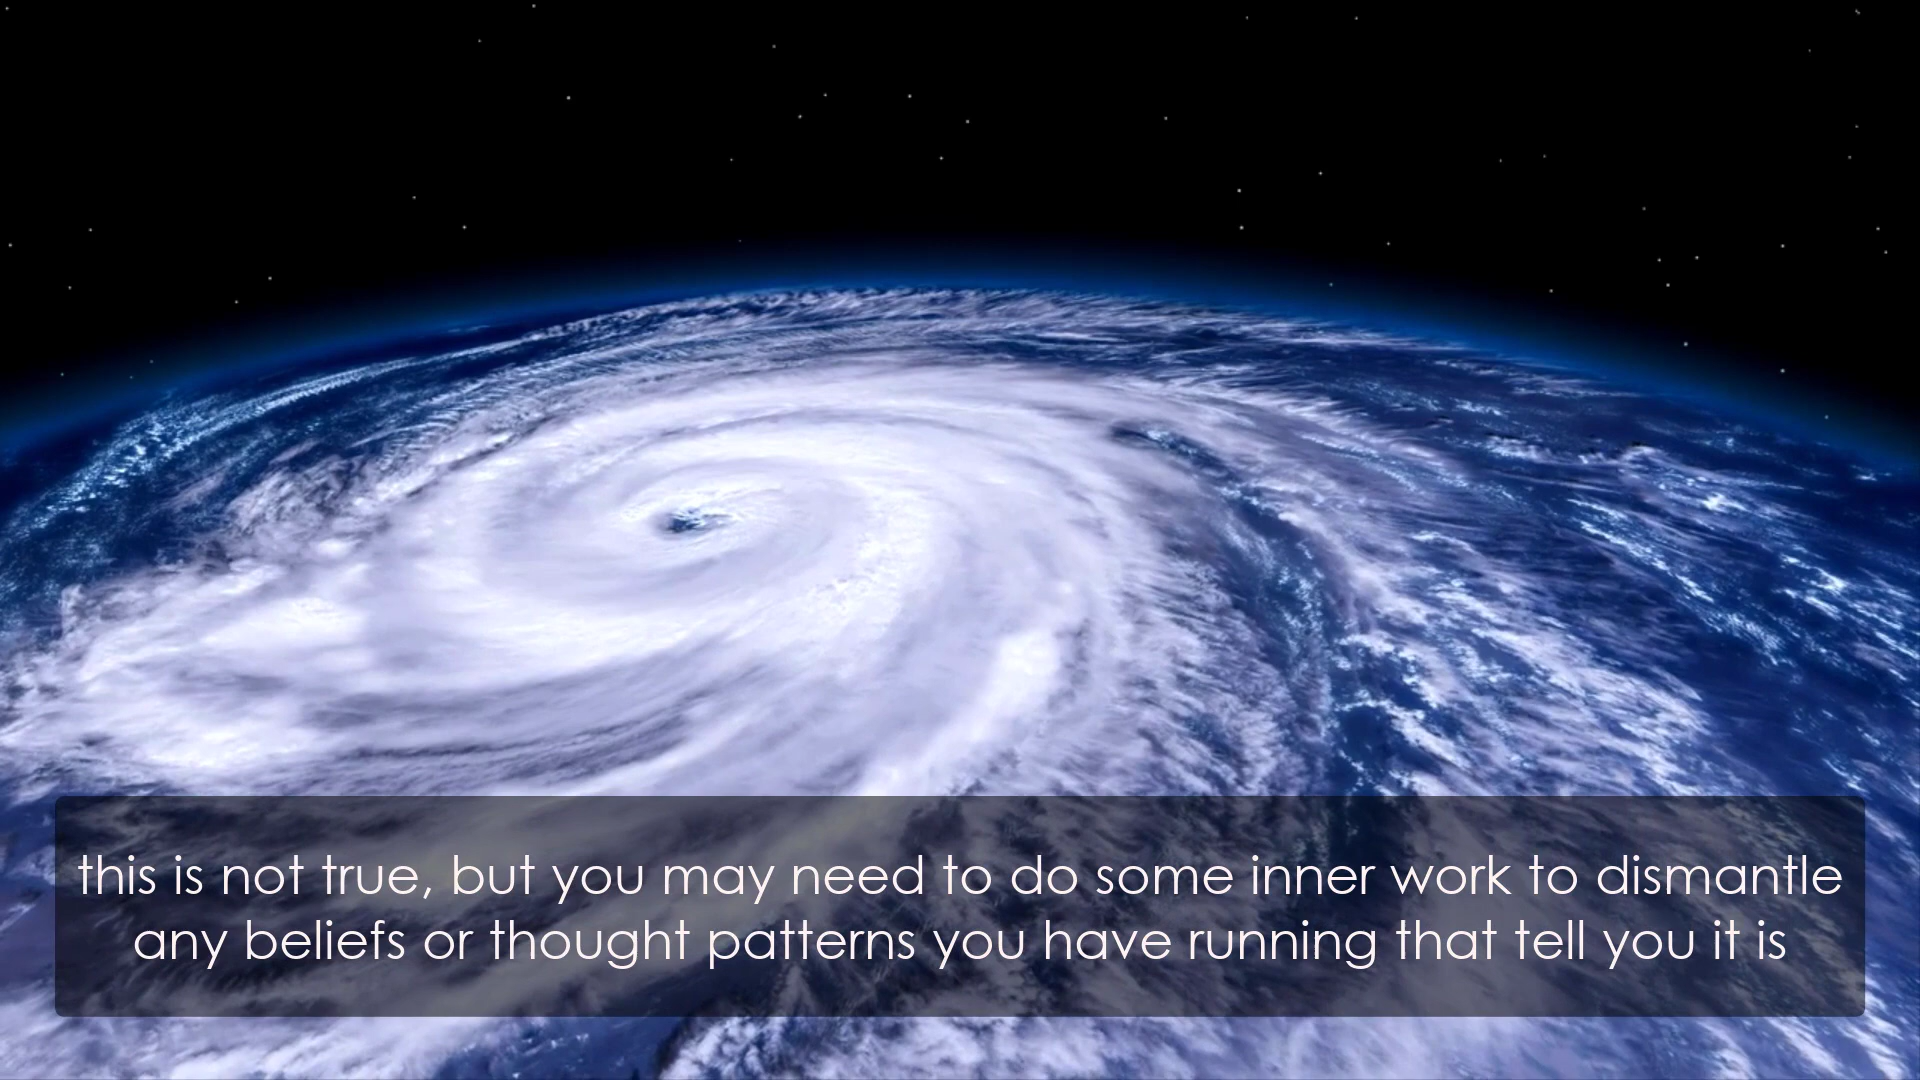 this is not true, but you may need to do some inner work to dismantle
any beliefs or thought patterns you have running that tell you it is